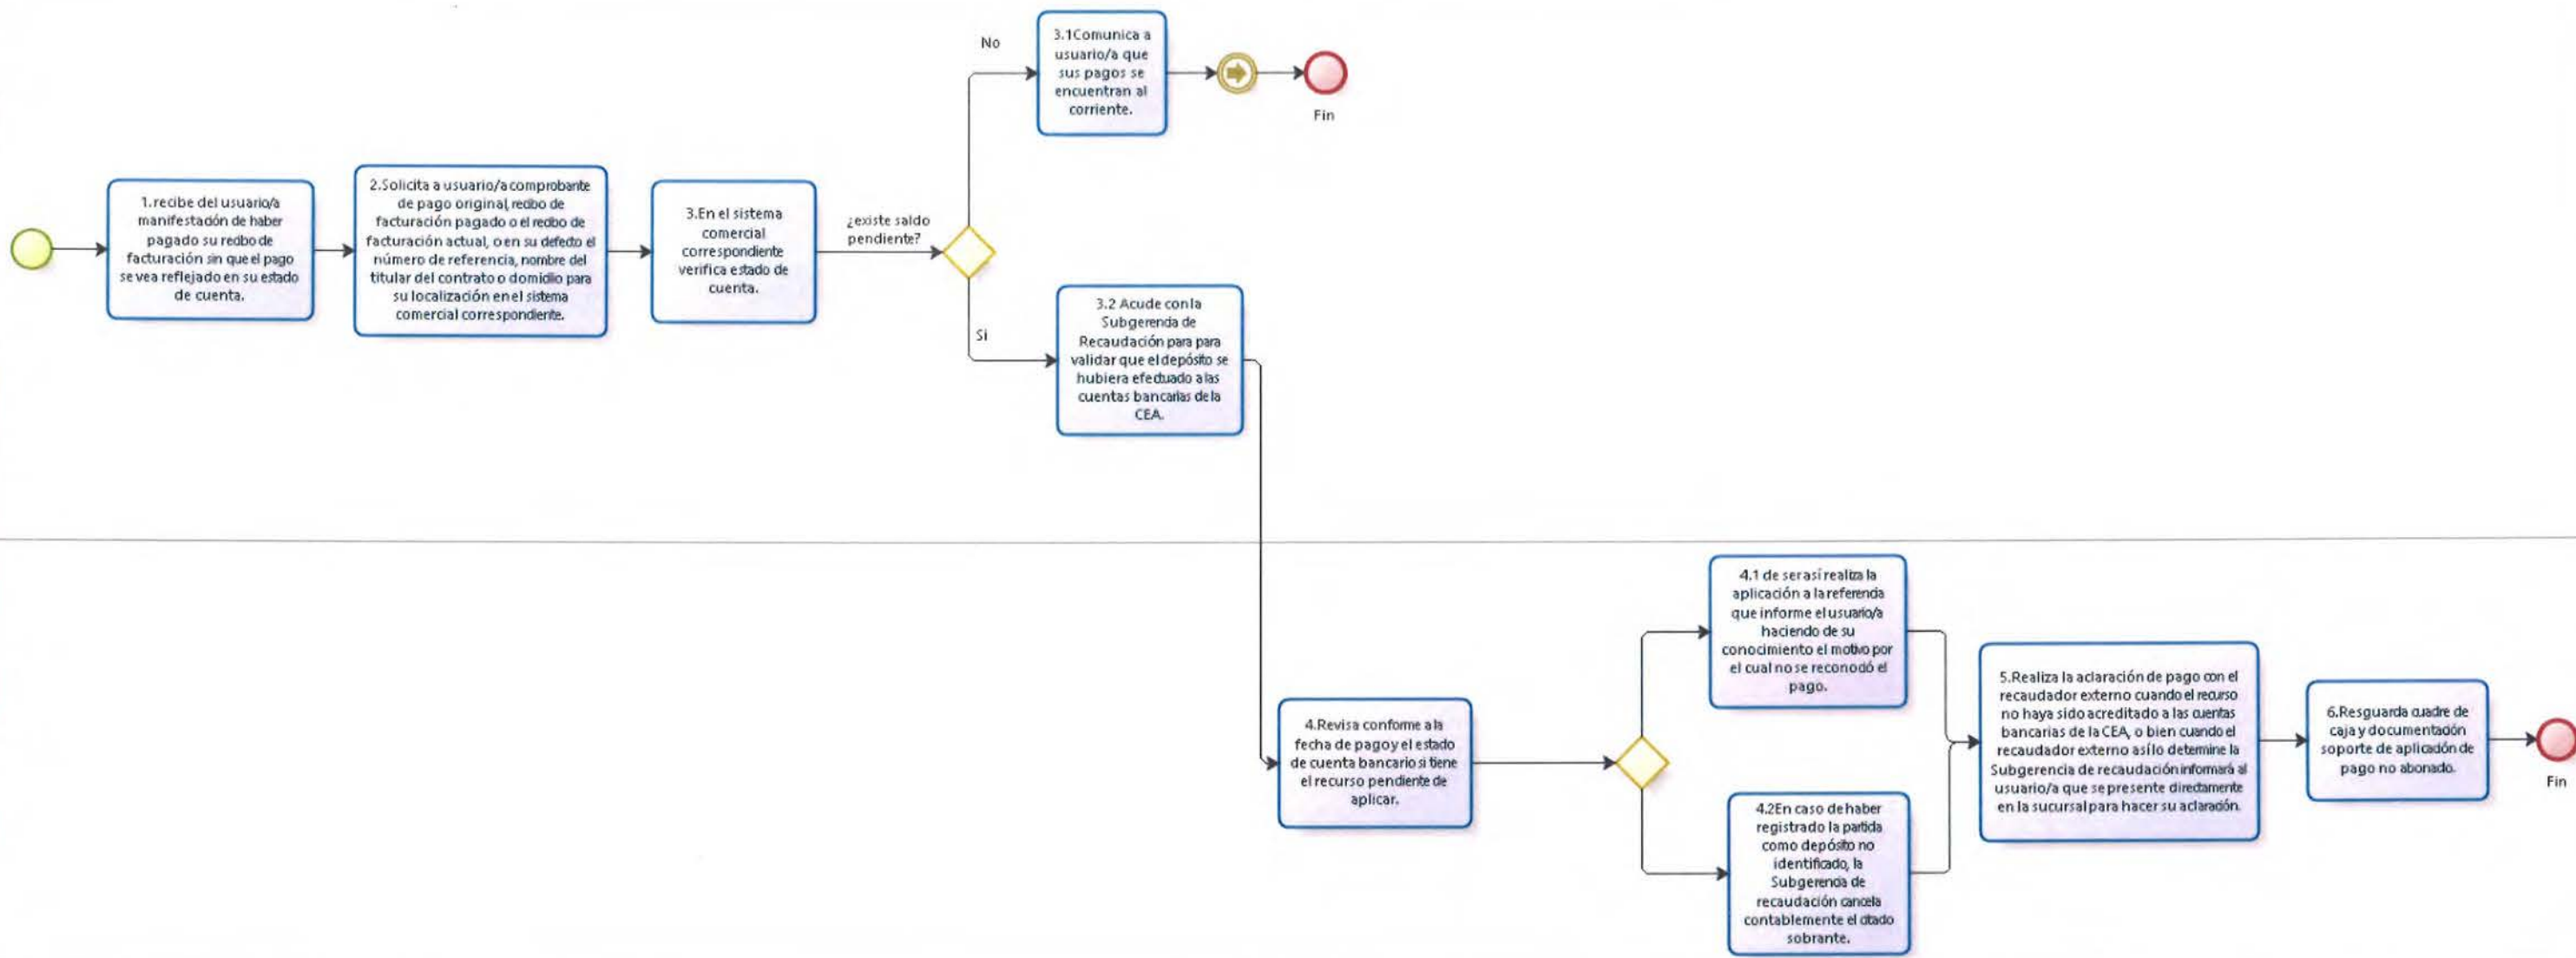 1.recibe del usuario/a
manifestación de haber
pagado su recibo de
facturación sin que el pago
se vea reflejado en su estado
de cuenta.
2.Solicita a usuario/a comprobante
de pago original, recibo de
facturación pagado o el recibo de
facturación actual, o en su defecto el
número de referencia, nombre del
titular del contrato o domicilio para
su localización en el sistema
comercial correspondiente.
3.En el sistema
comercial
correspondiente
verifica estado de
cuenta.
¿existe saldo
pendiente?
No
3.1Comunica a
usuario/a que
sus pagos se
encuentran al
corriente.
Fin
Si
3.2 Acude con la
Subgerencia de
Recaudación para para
validar que el depósito se
hubiera efectuado a las
cuentas bancarias de la
CEA.
4.Revisa conforme a la
fecha de pago y el estado
de cuenta bancario si tiene
el recurso pendiente de
aplicar.
4.1 de ser así realiza la
aplicación a la referencia
que informe el usuario/a
haciendo de su
conocimiento el motivo por
el cual no se reconoció el
pago.
4.2En caso de haber
registrado la partida
como depósito no
identificado, la
Subgerencia de
recaudación cancela
contablemente el citado
sobrante.
5.Realiza la aclaración de pago con el
recaudador externo cuando el recurso
no haya sido acreditado a las cuentas
bancarias de la CEA, o bien cuando el
recaudador externo así lo determine la
Subgerencia de recaudación informará al
usuario/a que se presente directamente
en la sucursal para hacer su aclaración.
6.Resguarda cuadre de
caja y documentación
soporte de aplicación de
pago no abonado.
Fin